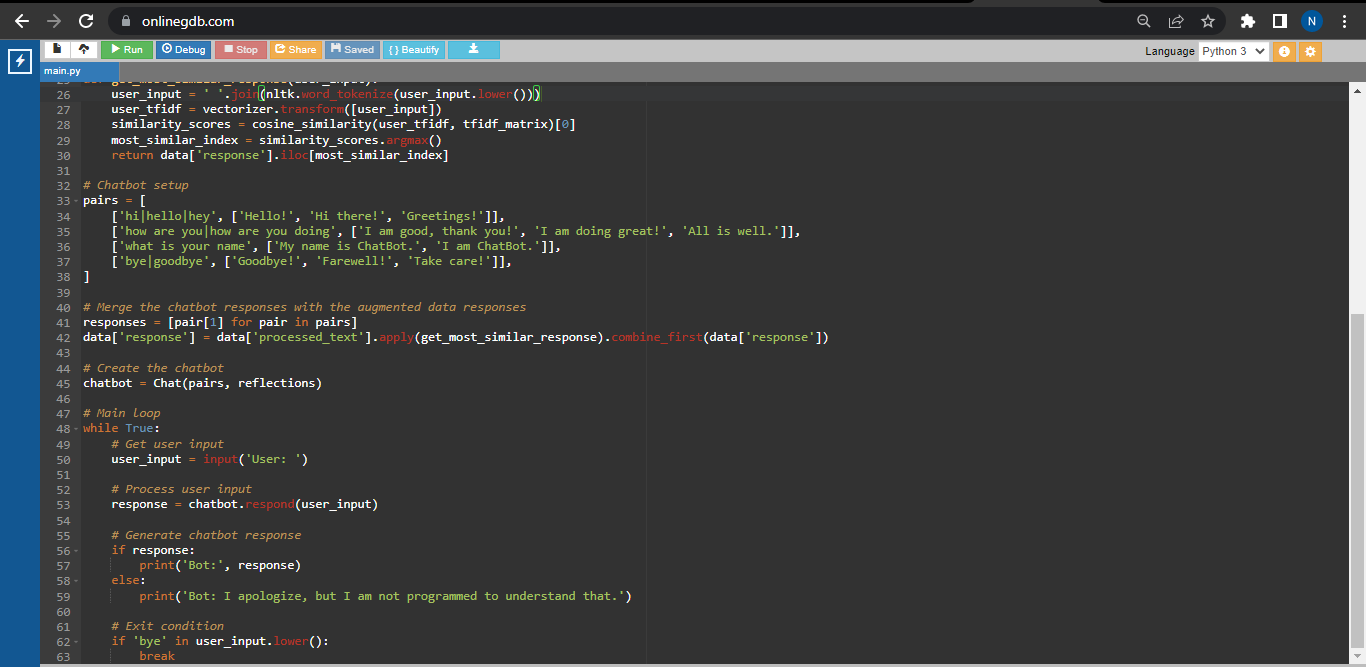 onlinegdb.com
N
Run Debug Stop Share Saved {} Beautify
Language Python 3
main.py
26 user_input = ' '.join(nltk.word_tokenize(user_input.lower()))
27 user_tfidf = vectorizer.transform([user_input])
28 similarity_scores = cosine_similarity(user_tfidf, tfidf_matrix)[0]
29 most_similar_index = similarity_scores.argmax()
30 return data['response'].iloc[most_similar_index]
31
32 # Chatbot setup
33 pairs = [
34 ['hi|hello|hey', ['Hello!', 'Hi there!', 'Greetings!']],
35 ['how are you|how are you doing', ['I am good, thank you!', 'I am doing great!', 'All is well.']],
36 ['what is your name', ['My name is ChatBot.', 'I am ChatBot.']],
37 ['bye|goodbye', ['Goodbye!', 'Farewell!', 'Take care!']],
38 ]
39
40 # Merge the chatbot responses with the augmented data responses
41 responses = [pair[1] for pair in pairs]
42 data['response'] = data['processed_text'].apply(get_most_similar_response).combine_first(data['response'])
43
44 # Create the chatbot
45 chatbot = Chat(pairs, reflections)
46
47 # Main loop
48 while True:
49 # Get user input
50 user_input = input('User: ')
51
52 # Process user input
53 response = chatbot.respond(user_input)
54
55 # Generate chatbot response
56 if response:
57 print('Bot:', response)
58 else:
59 print('Bot: I apologize, but I am not programmed to understand that.')
60
61 # Exit condition
62 if 'bye' in user_input.lower():
63 break